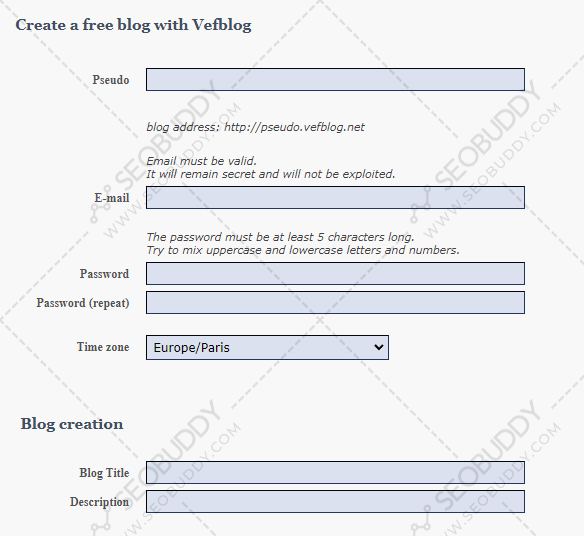 Create a free blog with Vefblog
Pseudo
blog address: http://pseudo.vefblog.net
Email must be valid.
It will remain secret and will not be exploited.
E-mail
The password must be at least 5 characters long.
Try to mix uppercase and lowercase letters and numbers.
Password
Password (repeat)
Time zone
Europe/Paris
Blog creation
Blog Title
Description
SEOBUDDY
WWW.SEOBUDDY.COM
SEOBUDDY
WWW.SEOBUDDY.COM
SEOBUDDY
WWW.SEOBUDDY.COM
SEOBUDDY
WWW.SEOBUDDY.COM